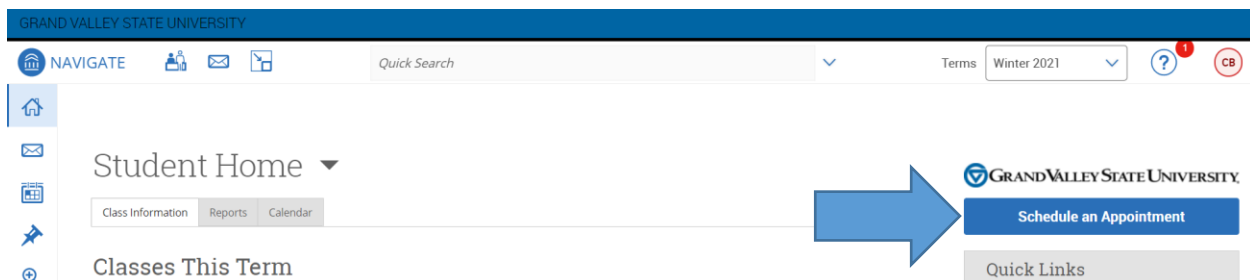 GRAND VALLEY STATE UNIVERSITY
NAVIGATE Quick Search Terms Winter 2021 ? 1 CB
Student Home
GRAND VALLEY STATE UNIVERSITY
Class Information Reports Calendar
Schedule an Appointment
Classes This Term
Quick Links